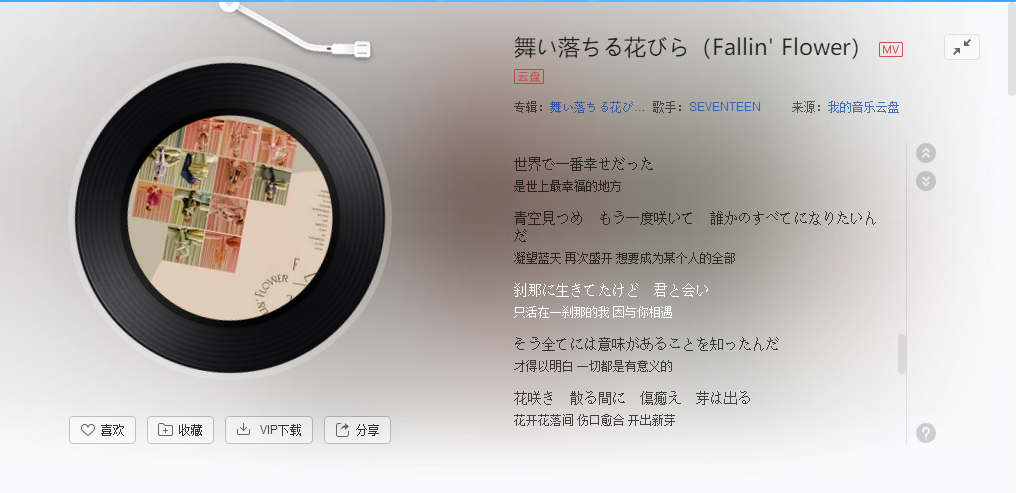 舞い落ちる花びら（Fallin' Flower） MV
云盘
专辑：舞い落ちる花び... 歌手：SEVENTEEN 来源：我的音乐云盘
世界で一番幸せだった
是世上最幸福的地方
青空見つめ　もう一度咲いて　誰かのすべてになりたいん
だ
凝望蓝天 再次盛开 想要成为某个人的全部
刹那に生きてたけど　君と会い
只活在一刹那的我 因与你相遇
そう全てには意味があることを知ったんだ
才得以明白 一切都是有意义的
花咲き　散る間に　傷癒え　芽は出る
花开花落间 伤口愈合 开出新芽
FLOWER
喜欢 收藏 VIP下载 分享
?